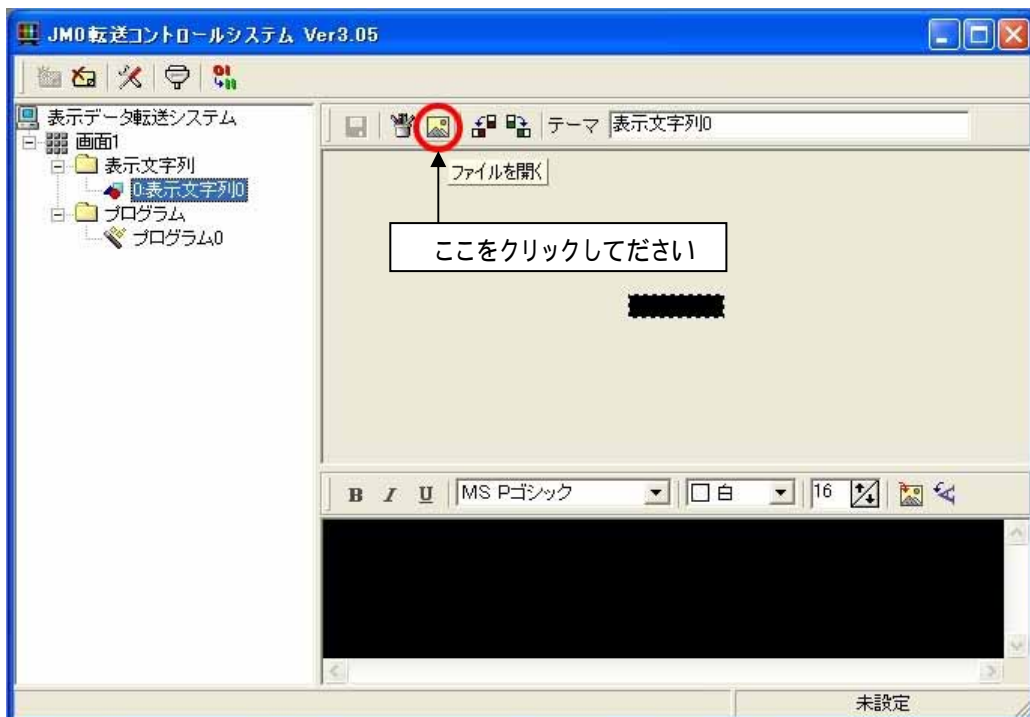 JMO転送コントロールシステム Ver3.05
表示データ転送システム
画面1
表示文字列
0:表示文字列0
プログラム
プログラム0
テーマ 表示文字列0
ファイルを開く
ここをクリックしてださい
B I U MS Pゴシック 白 16
未設定